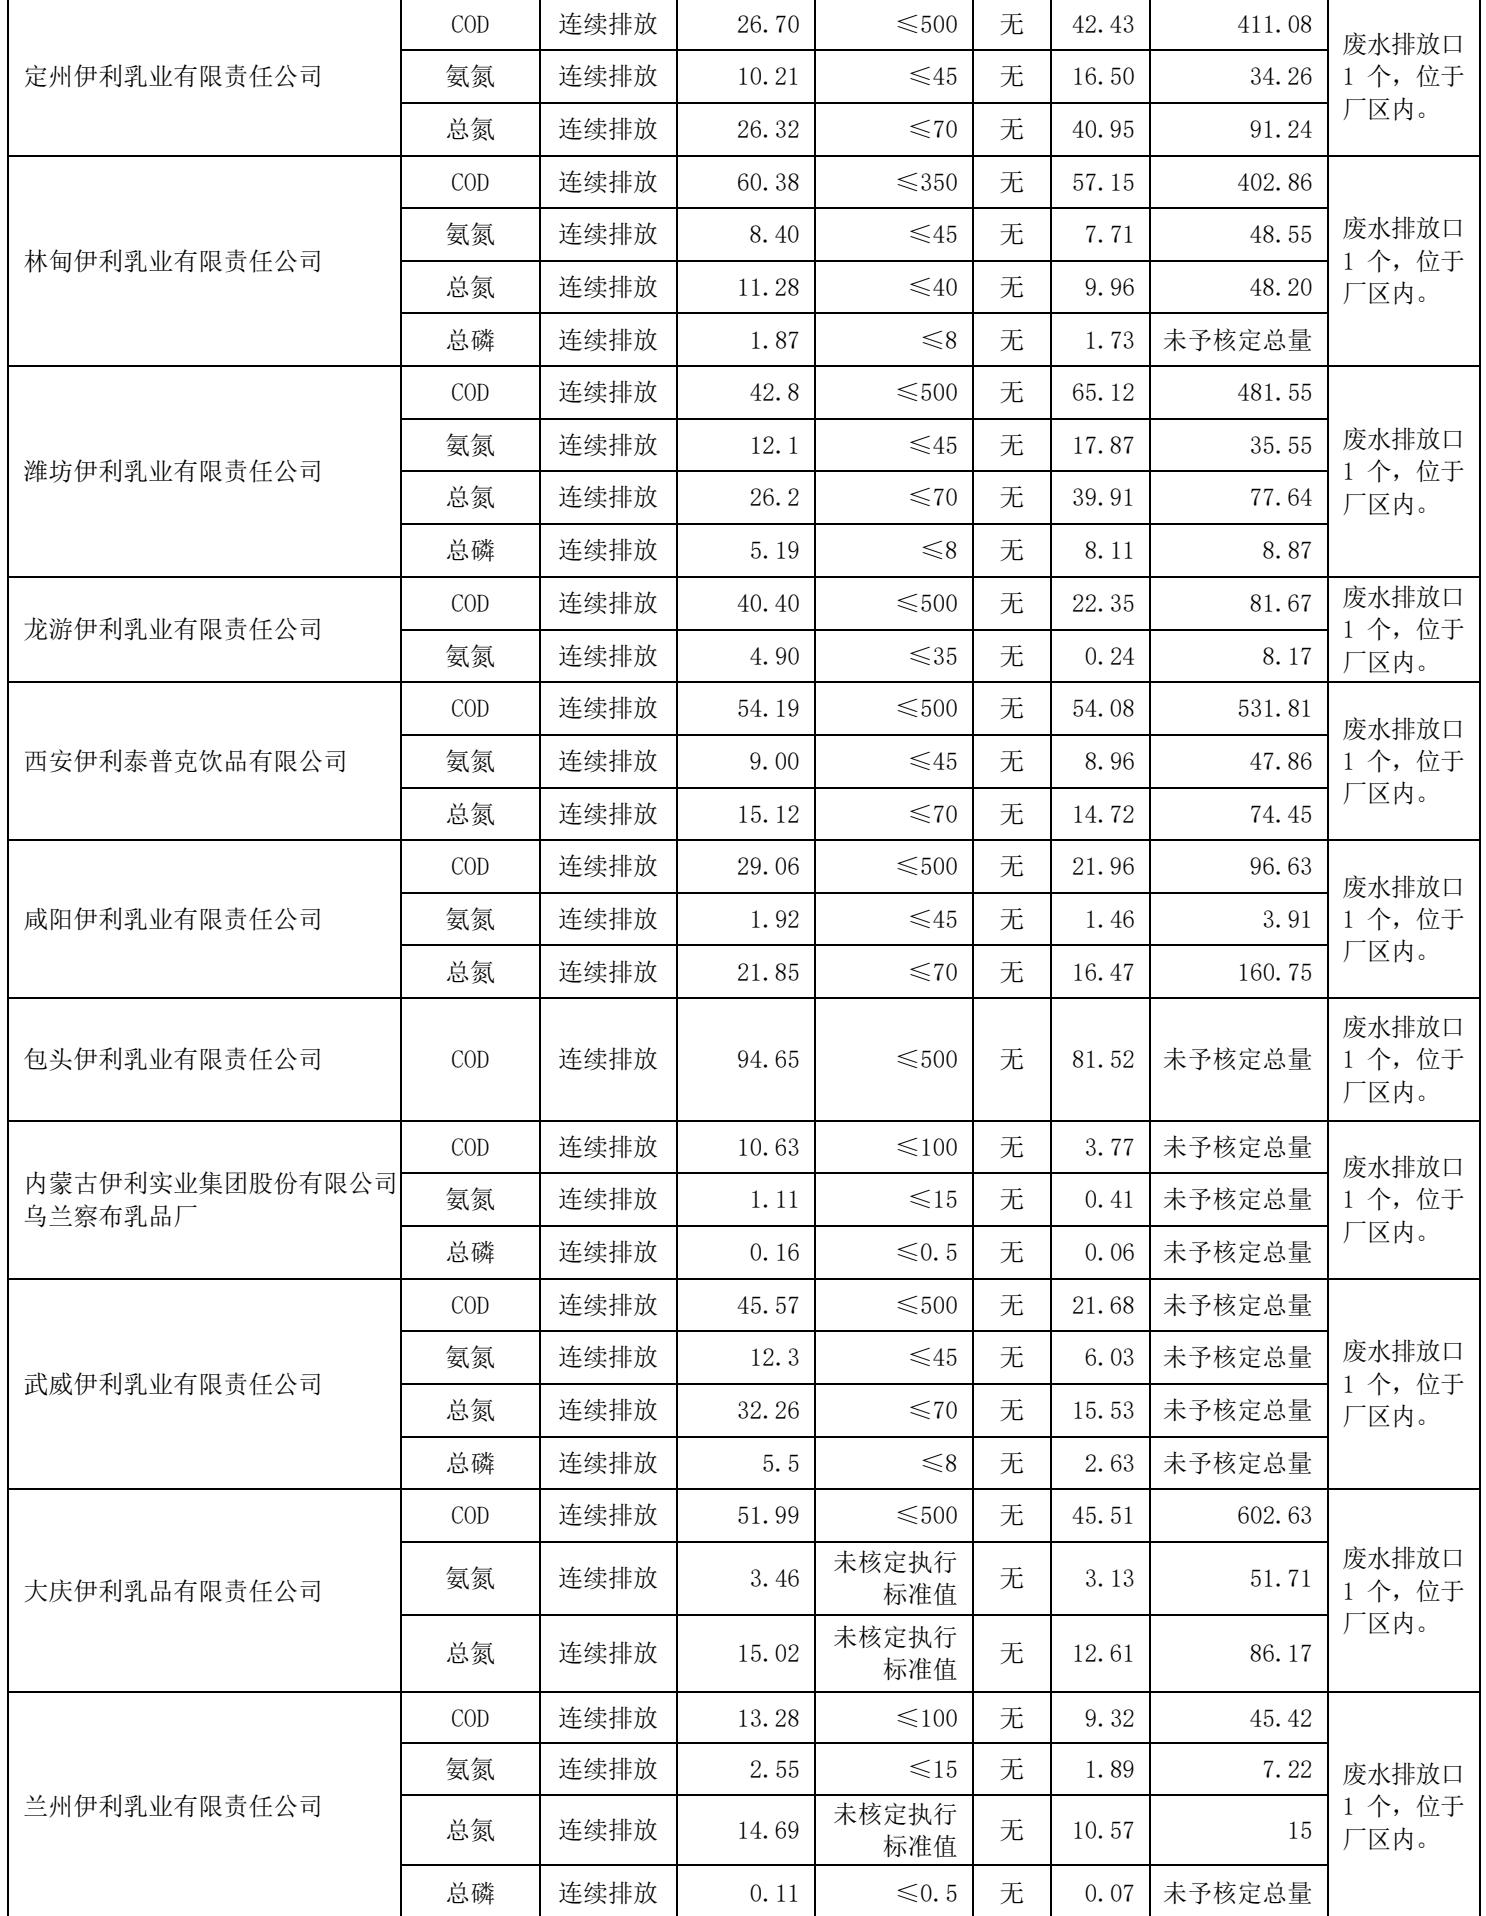 定州伊利乳业有限责任公司
COD 连续排放 26.70 ≤500 无 42.43 411.08
氨氮 连续排放 10.21 ≤45 无 16.50 34.26
总氮 连续排放 26.32 ≤70 无 40.95 91.24
废水排放口
1 个，位于
厂区内。
林甸伊利乳业有限责任公司
COD 连续排放 60.38 ≤350 无 57.15 402.86
氨氮 连续排放 8.40 ≤45 无 7.71 48.55
总氮 连续排放 11.28 ≤40 无 9.96 48.20
总磷 连续排放 1.87 ≤8 无 1.73 未予核定总量
废水排放口
1 个，位于
厂区内。
潍坊伊利乳业有限责任公司
COD 连续排放 42.8 ≤500 无 65.12 481.55
氨氮 连续排放 12.1 ≤45 无 17.87 35.55
总氮 连续排放 26.2 ≤70 无 39.91 77.64
总磷 连续排放 5.19 ≤8 无 8.11 8.87
废水排放口
1 个，位于
厂区内。
龙游伊利乳业有限责任公司
COD 连续排放 40.40 ≤500 无 22.35 81.67
氨氮 连续排放 4.90 ≤35 无 0.24 8.17
废水排放口
1 个，位于
厂区内。
西安伊利泰普克饮品有限公司
COD 连续排放 54.19 ≤500 无 54.08 531.81
氨氮 连续排放 9.00 ≤45 无 8.96 47.86
总氮 连续排放 15.12 ≤70 无 14.72 74.45
废水排放口
1 个，位于
厂区内。
咸阳伊利乳业有限责任公司
COD 连续排放 29.06 ≤500 无 21.96 96.63
氨氮 连续排放 1.92 ≤45 无 1.46 3.91
总氮 连续排放 21.85 ≤70 无 16.47 160.75
废水排放口
1 个，位于
厂区内。
包头伊利乳业有限责任公司
COD 连续排放 94.65 ≤500 无 81.52 未予核定总量
废水排放口
1 个，位于
厂区内。
内蒙古伊利实业集团股份有限公司
乌兰察布乳品厂
COD 连续排放 10.63 ≤100 无 3.77 未予核定总量
氨氮 连续排放 1.11 ≤15 无 0.41 未予核定总量
总磷 连续排放 0.16 ≤0.5 无 0.06 未予核定总量
废水排放口
1 个，位于
厂区内。
武威伊利乳业有限责任公司
COD 连续排放 45.57 ≤500 无 21.68 未予核定总量
氨氮 连续排放 12.3 ≤45 无 6.03 未予核定总量
总氮 连续排放 32.26 ≤70 无 15.53 未予核定总量
总磷 连续排放 5.5 ≤8 无 2.63 未予核定总量
废水排放口
1 个，位于
厂区内。
大庆伊利乳品有限责任公司
COD 连续排放 51.99 ≤500 无 45.51 602.63
氨氮 连续排放 3.46 未核定执行
标准值 无 3.13 51.71
总氮 连续排放 15.02 未核定执行
标准值 无 12.61 86.17
废水排放口
1 个，位于
厂区内。
兰州伊利乳业有限责任公司
COD 连续排放 13.28 ≤100 无 9.32 45.42
氨氮 连续排放 2.55 ≤15 无 1.89 7.22
总氮 连续排放 14.69 未核定执行
标准值 无 10.57 15
总磷 连续排放 0.11 ≤0.5 无 0.07 未予核定总量
废水排放口
1 个，位于
厂区内。